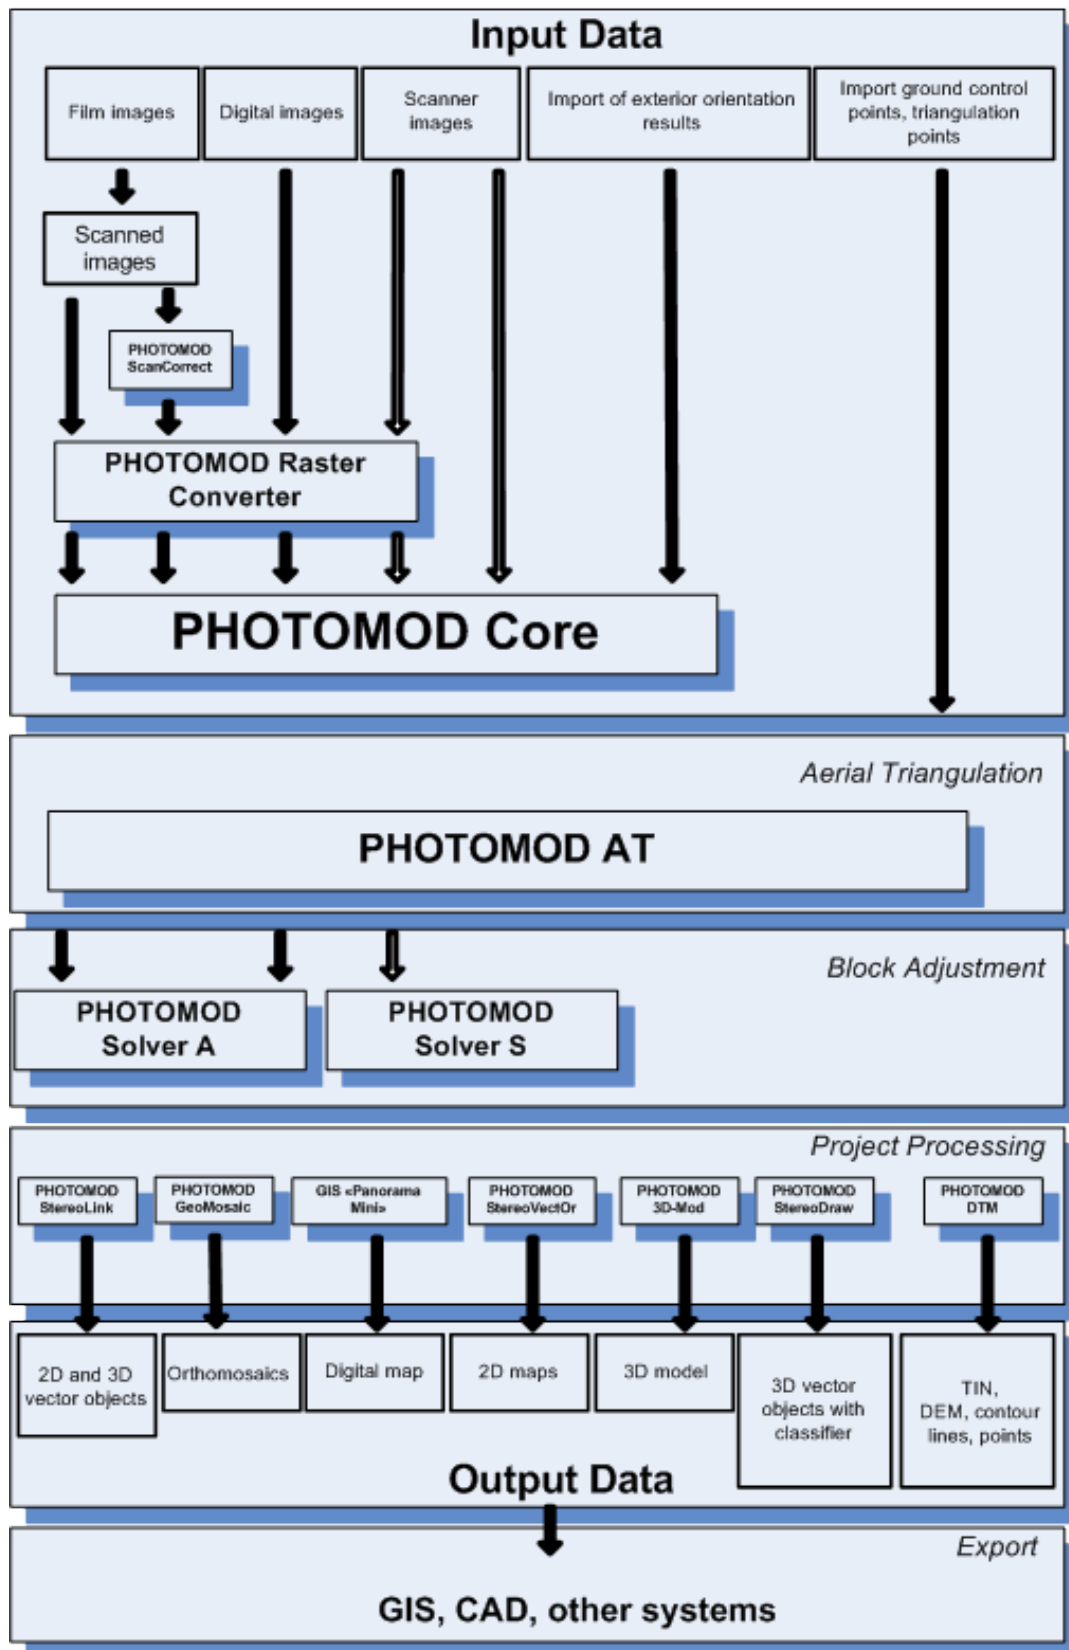 Input Data
Film images
Digital images
Scanner
images
Import of exterior orientation
results
Import ground control
points, triangulation
points
Scanned
images
PHOTOMOD
ScanCorrect
PHOTOMOD Raster
Converter
PHOTOMOD Core
Aerial Triangulation
PHOTOMOD AT
Block Adjustment
PHOTOMOD
Solver A
PHOTOMOD
Solver S
Project Processing
PHOTOMOD
StereoLink
PHOTOMOD
GeoMosaic
GIS «Panorama
Mini»
PHOTOMOD
StereoVectOr
PHOTOMOD
3D-Mod
PHOTOMOD
StereoDraw
PHOTOMOD
DTM
2D and 3D
vector objects
Orthomosaics
Digital map
2D maps
3D model
3D vector
objects with
classifier
TIN,
DEM, contour
lines, points
Output Data
Export
GIS, CAD, other systems